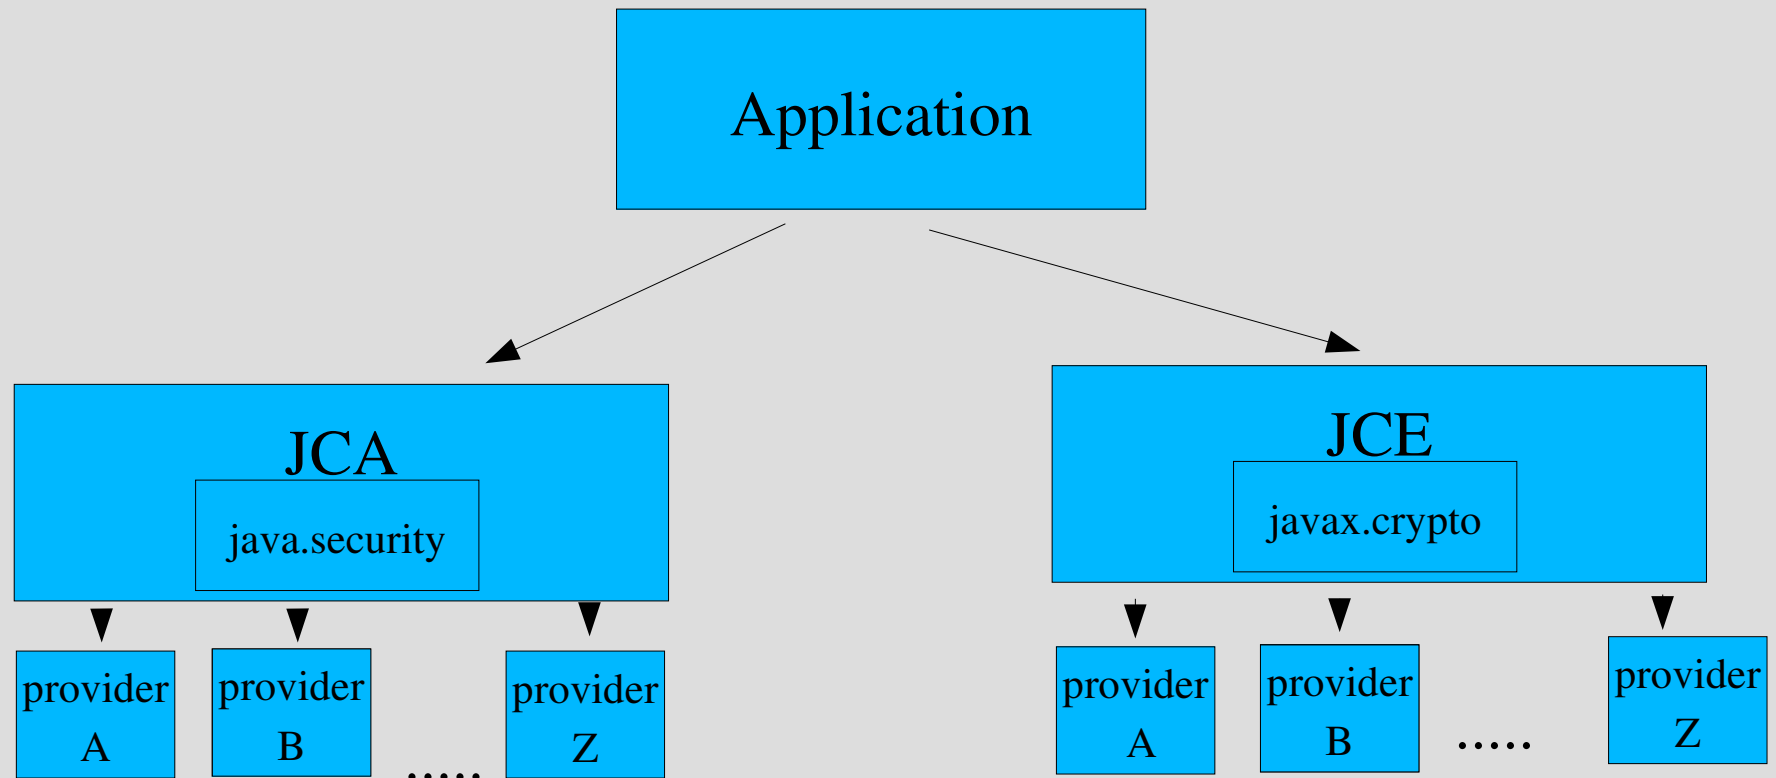 Application
JCA
java.security
provider
A
provider
B
.....
provider
Z
JCE
javax.crypto
provider
A
provider
B
.....
provider
Z